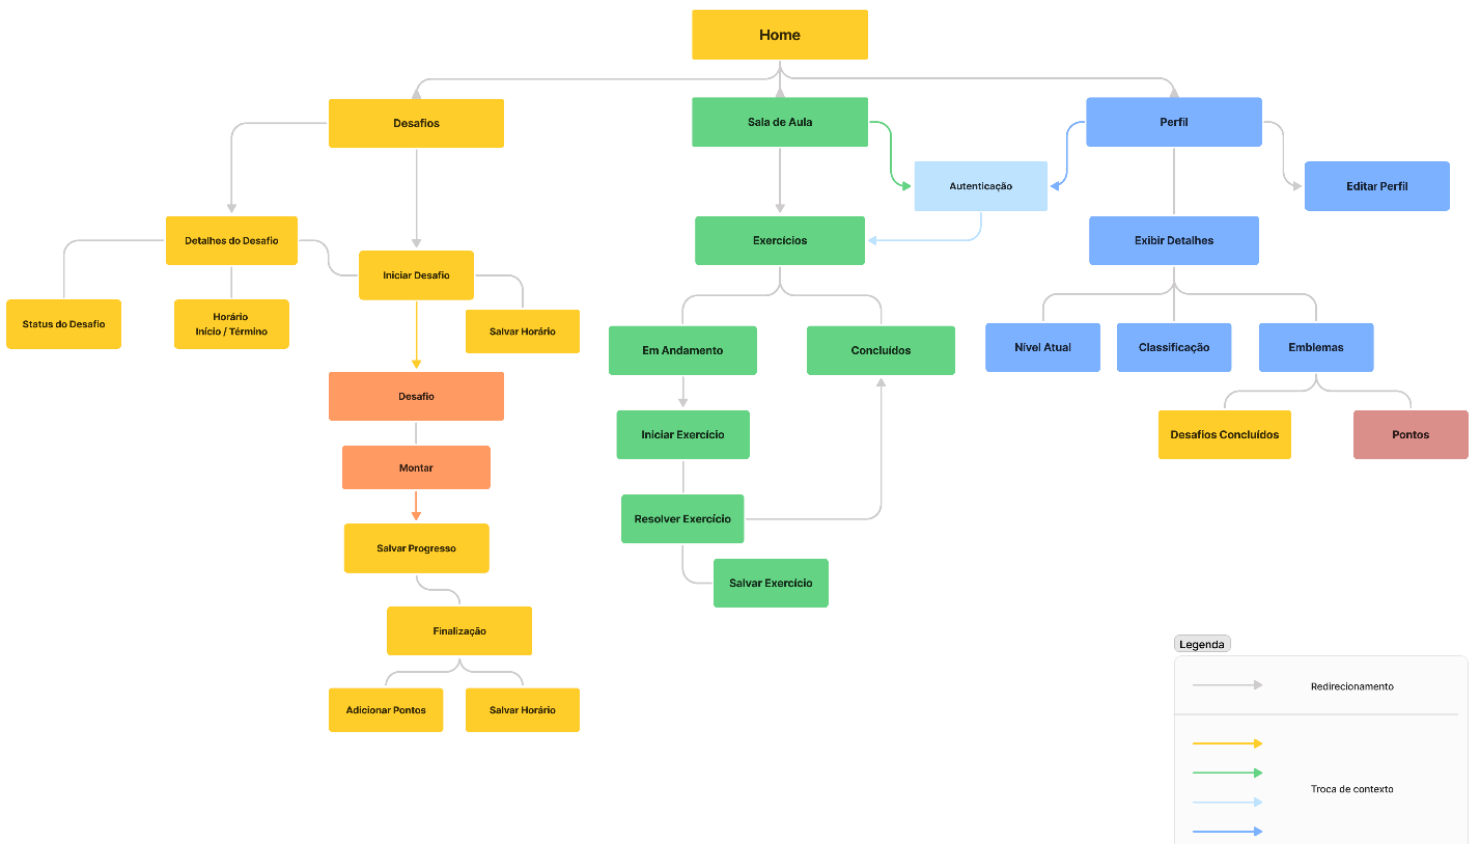 Home
Desafios
Sala de Aula
Perfil
Autenticação
Editar Perfil
Detalhes do Desafio
Exercícios
Exibir Detalhes
Iniciar Desafio
Status do Desafio
Horário
Início / Término
Salvar Horário
Em Andamento
Concluídos
Nível Atual
Classificação
Emblemas
Desafio
Iniciar Exercício
Desafios Concluídos
Pontos
Montar
Resolver Exercício
Salvar Progresso
Salvar Exercício
Finalização
Adicionar Pontos
Salvar Horário
Legenda
Redirecionamento
Troca de contexto